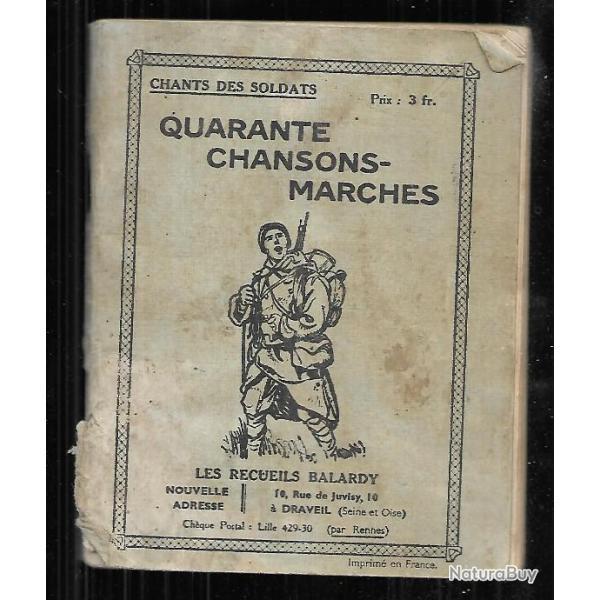 CHANTS DES SOLDATS
Prix : 3 fr.
QUARANTE
CHANSONS-
MARCHES
LES RECUEILS BALARDY
NOUVELLE ADRESSE
10, Rue de Juvisy, 10
à DRAVEIL (Seine et Oise)
Chèque Postal : Lille 429-30 (par Rennes)
Imprimé en France.
NaturaBuy